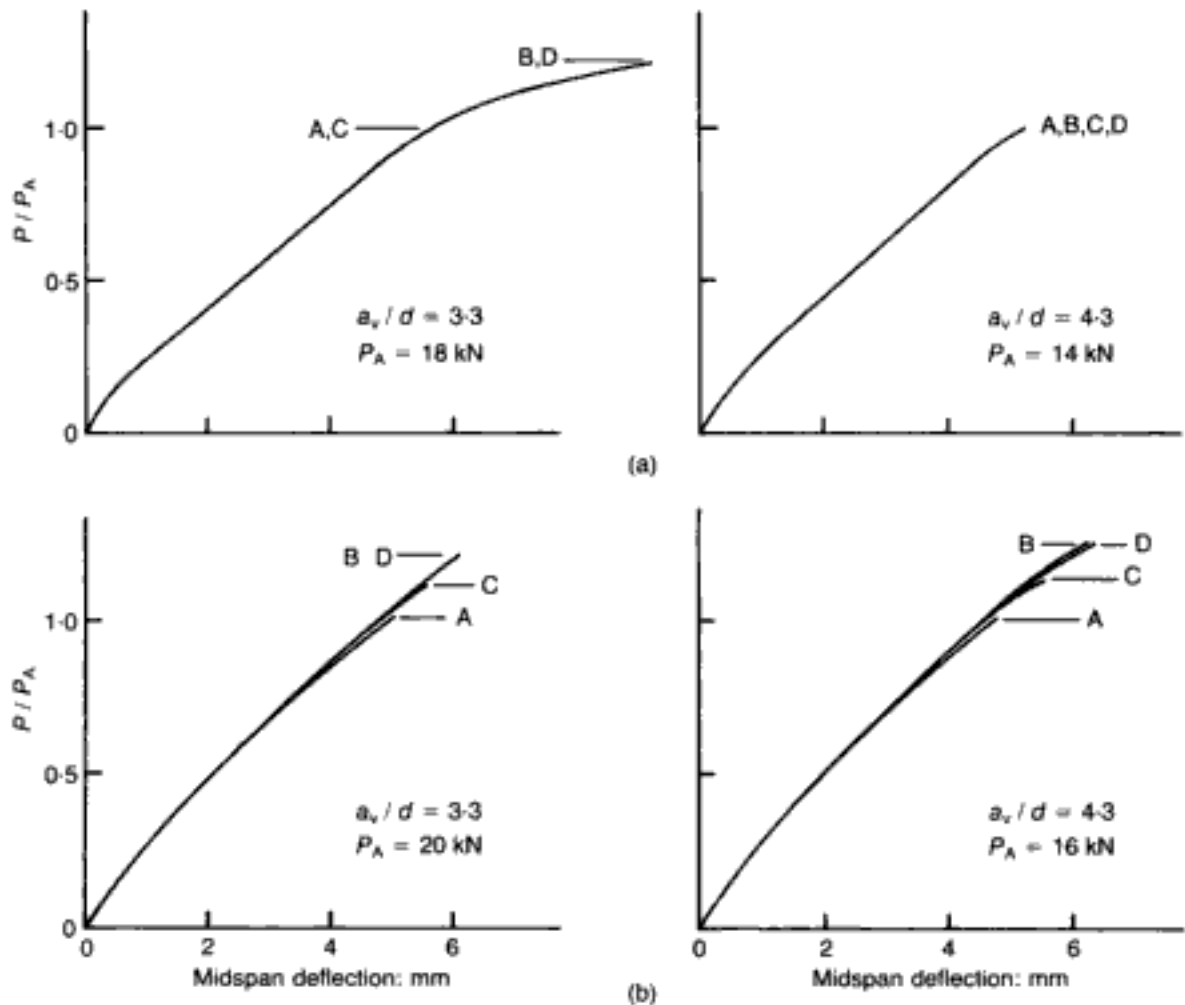 B,D
A,C
1·0
0·5
0
P / P_A
a_v / d = 3·3
P_A = 18 kN
A,B,C,D
a_v / d = 4·3
P_A = 14 kN
(a)
B D
C
A
1·0
0·5
0
P / P_A
a_v / d = 3·3
P_A = 20 kN
0 2 4 6
Midspan deflection: mm
B
D
C
A
a_v / d = 4·3
P_A = 16 kN
0 2 4 6
Midspan deflection: mm
(b)